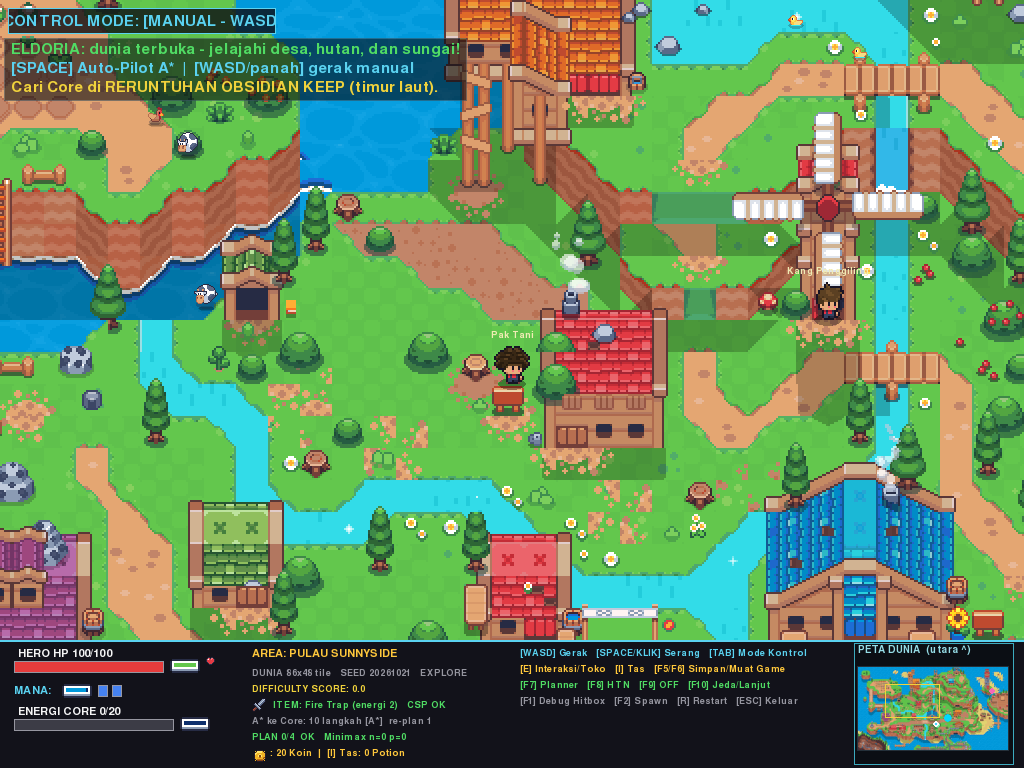 CONTROL MODE: [MANUAL - WASD
ELDORIA: dunia terbuka - jelajahi desa, hutan, dan sungai!
[SPACE] Auto-Pilot A* | [WASD/panah] gerak manual
Cari Core di RERUNTUHAN OBSIDIAN KEEP (timur laut).
Kang
Pak Tani
HERO HP 100/100
MANA:
ENERGI CORE 0/20
AREA: PULAU SUNNYSIDE
DUNIA 86x48 tile SEED 20261021 EXPLORE
DIFFICULTY SCORE: 0.0
ITEM: Fire Trap (energi 2) CSP OK
A* ke Core: 10 langkah [A*] re-plan 1
PLAN 0/4 OK Minimax n=0 p=0
: 20 Koin | [I] Tas: 0 Potion
[WASD] Gerak [SPACE/KLIK] Serang [TAB] Mode Kontrol
[E] Interaksi/Toko [I] Tas [F5/F6] Simpan/Muat Game
[F7] Planner [F8] HTN [F9] OFF [F10] Jeda/Lanjut
[F1] Debug Hitbox [F2] Spawn [R] Restart [ESC] Keluar
PETA DUNIA (utara ^)